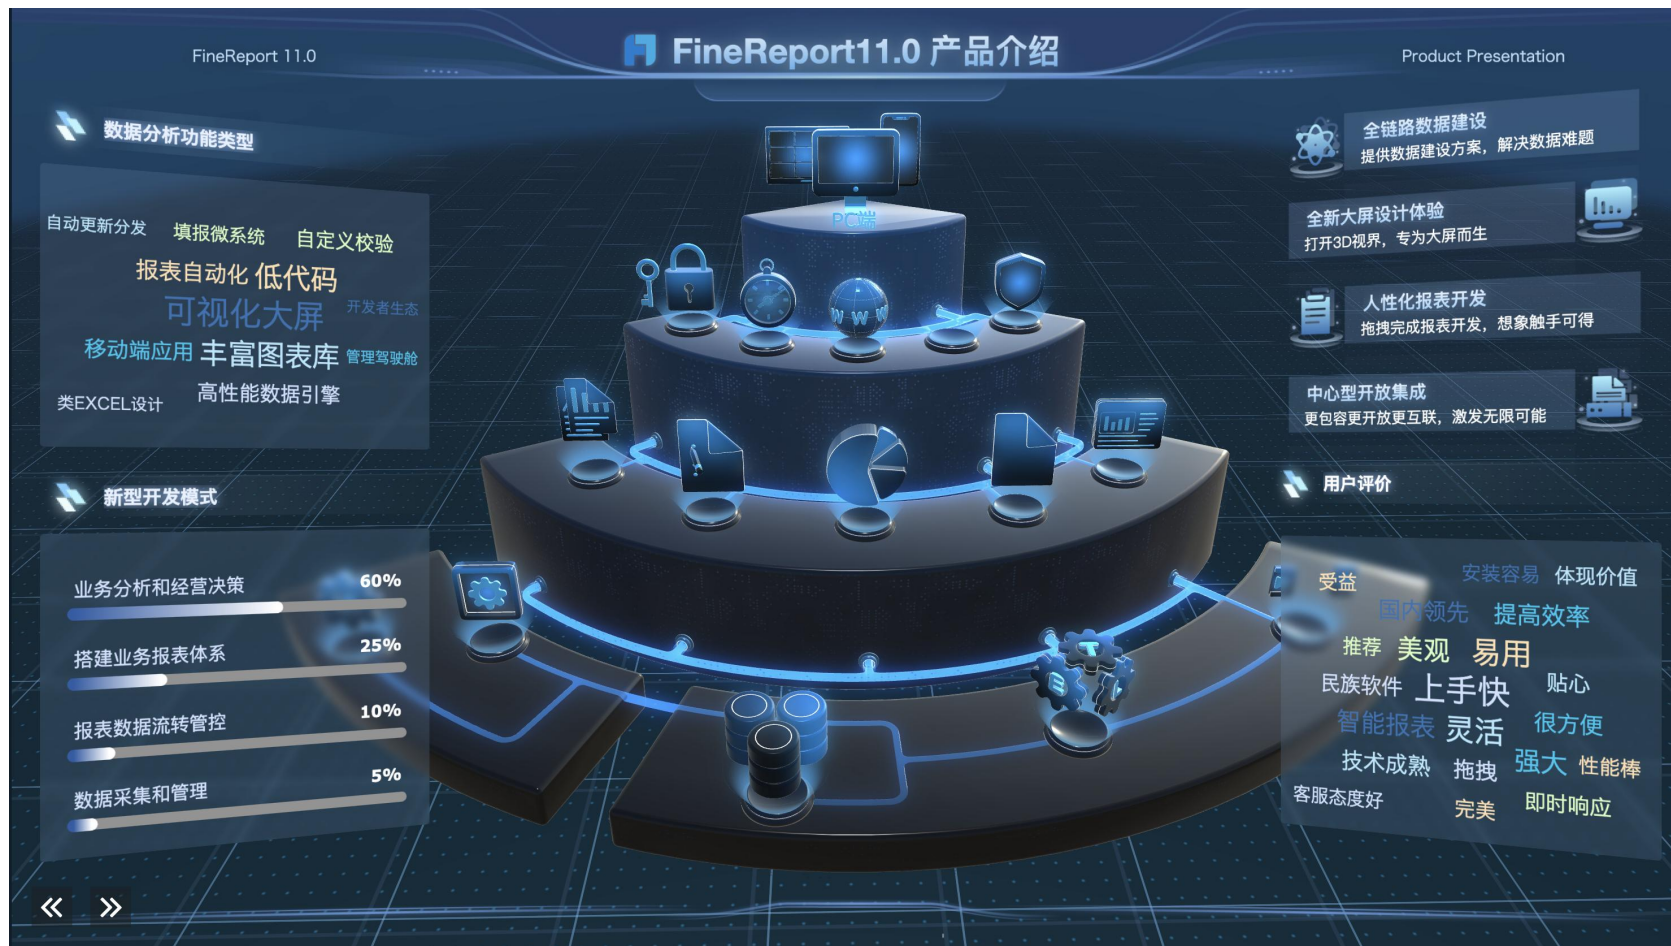 FineReport 11.0
FineReport11.0 产品介绍
Product Presentation
数据分析功能类型
自动更新分发 填报微系统 自定义校验
报表自动化 低代码
可视化大屏 开发者生态
移动端应用 丰富图表库 管理驾驶舱
类EXCEL设计 高性能数据引擎
新型开发模式
业务分析和经营决策 60%
搭建业务报表体系 25%
报表数据流转管控 10%
数据采集和管理 5%
PC端
WWW
E T L
全链路数据建设
提供数据建设方案，解决数据难题
全新大屏设计体验
打开3D视界，专为大屏而生
人性化报表开发
拖拽完成报表开发，想象触手可得
中心型开放集成
更包容更开放更互联，激发无限可能
用户评价
受益 安装容易 体现价值
国内领先 提高效率
推荐 美观 易用
民族软件 上手快 贴心
智能报表 灵活 很方便
技术成熟 拖拽 强大 性能棒
客服态度好 完美 即时响应